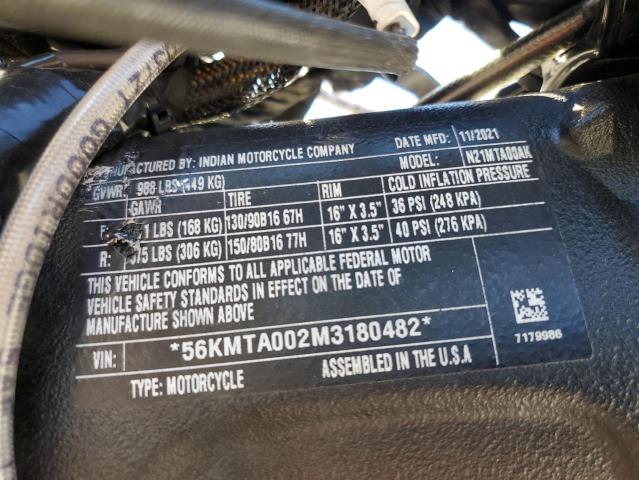 MANUFACTURED BY: INDIAN MOTORCYCLE COMPANY DATE MFD: 11/2021
GVWR: 988 LBS (449 KG) MODEL: N21MTA00AK
GAWR TIRE RIM COLD INFLATION PRESSURE
F: 1 LBS (168 KG) 130/90B16 67H 16" X 3.5" 36 PSI (248 KPA)
R: 75 LBS (306 KG) 150/80B16 77H 16" X 3.5" 40 PSI (276 KPA)
THIS VEHICLE CONFORMS TO ALL APPLICABLE FEDERAL MOTOR
VEHICLE SAFETY STANDARDS IN EFFECT ON THE DATE OF
MANUFACTURE SHOWN ABOVE
VIN: *56KMTA002M3180482*
7179986
TYPE: MOTORCYCLE ASSEMBLED IN THE U.S.A